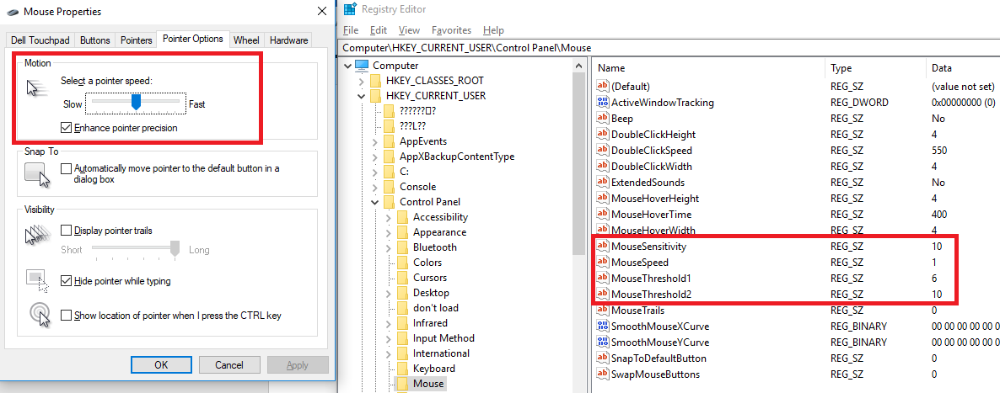 Mouse Properties
Dell Touchpad Buttons Pointers Pointer Options Wheel Hardware
Motion
Select a pointer speed:
Slow Fast
Enhance pointer precision
Snap To
Automatically move pointer to the default button in a
dialog box
Visibility
Display pointer trails
Short Long
Hide pointer while typing
Show location of pointer when I press the CTRL key
OK Cancel Apply
Registry Editor
File Edit View Favorites Help
Computer\HKEY_CURRENT_USER\Control Panel\Mouse
Computer
HKEY_CLASSES_ROOT
HKEY_CURRENT_USER
??????▯?
???L??
AppEvents
AppXBackupContentType
C:
Console
Control Panel
Accessibility
Appearance
Bluetooth
Colors
Cursors
Desktop
don't load
Infrared
Input Method
International
Keyboard
Mouse
Name Type Data
(Default) REG_SZ (value not set)
ActiveWindowTracking REG_DWORD 0x00000000 (0)
Beep REG_SZ No
DoubleClickHeight REG_SZ 4
DoubleClickSpeed REG_SZ 550
DoubleClickWidth REG_SZ 4
ExtendedSounds REG_SZ No
MouseHoverHeight REG_SZ 4
MouseHoverTime REG_SZ 400
MouseHoverWidth REG_SZ 4
MouseSensitivity REG_SZ 10
MouseSpeed REG_SZ 1
MouseThreshold1 REG_SZ 6
MouseThreshold2 REG_SZ 10
MouseTrails REG_SZ 0
SmoothMouseXCurve REG_BINARY 00 00 00 00 00 0
SmoothMouseYCurve REG_BINARY 00 00 00 00 00 0
SnapToDefaultButton REG_SZ 0
SwapMouseButtons REG_SZ 0